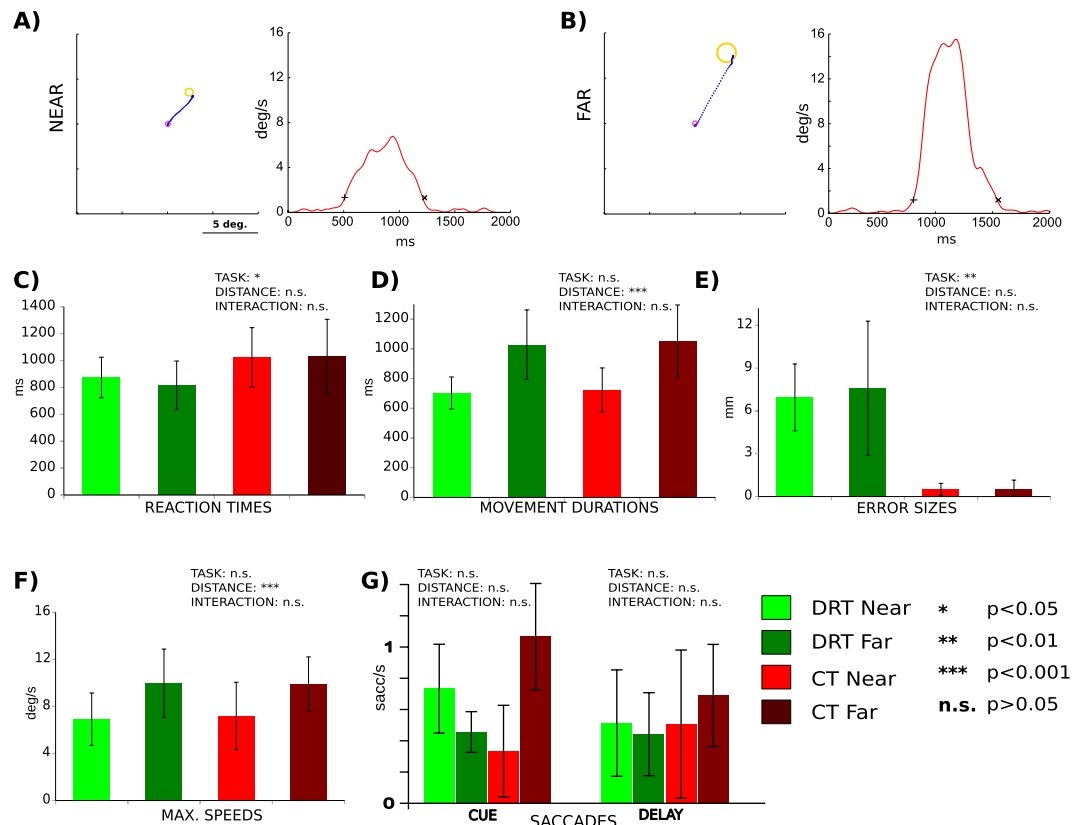 A)
NEAR
5 deg.
16
12
8
4
0
deg/s
0
500
1000
1500
2000
ms
B)
FAR
16
12
8
4
0
deg/s
0
500
1000
1500
2000
ms
C)
TASK: *
DISTANCE: n.s.
INTERACTION: n.s.
1400
1200
1000
800
600
400
200
0
ms
REACTION TIMES
D)
TASK: n.s.
DISTANCE: ***
INTERACTION: n.s.
1200
1000
800
600
400
200
0
ms
MOVEMENT DURATIONS
E)
TASK: **
DISTANCE: n.s.
INTERACTION: n.s.
12
9
6
3
0
mm
ERROR SIZES
F)
TASK: n.s.
DISTANCE: ***
INTERACTION: n.s.
16
12
8
4
0
deg/s
MAX. SPEEDS
G)
TASK: n.s.
DISTANCE: n.s.
INTERACTION: n.s.
TASK: n.s.
DISTANCE: n.s.
INTERACTION: n.s.
1
0
sacc/s
CUE
SACCADES
DELAY
DRT Near
DRT Far
CT Near
CT Far
* p<0.05
** p<0.01
*** p<0.001
n.s. p>0.05